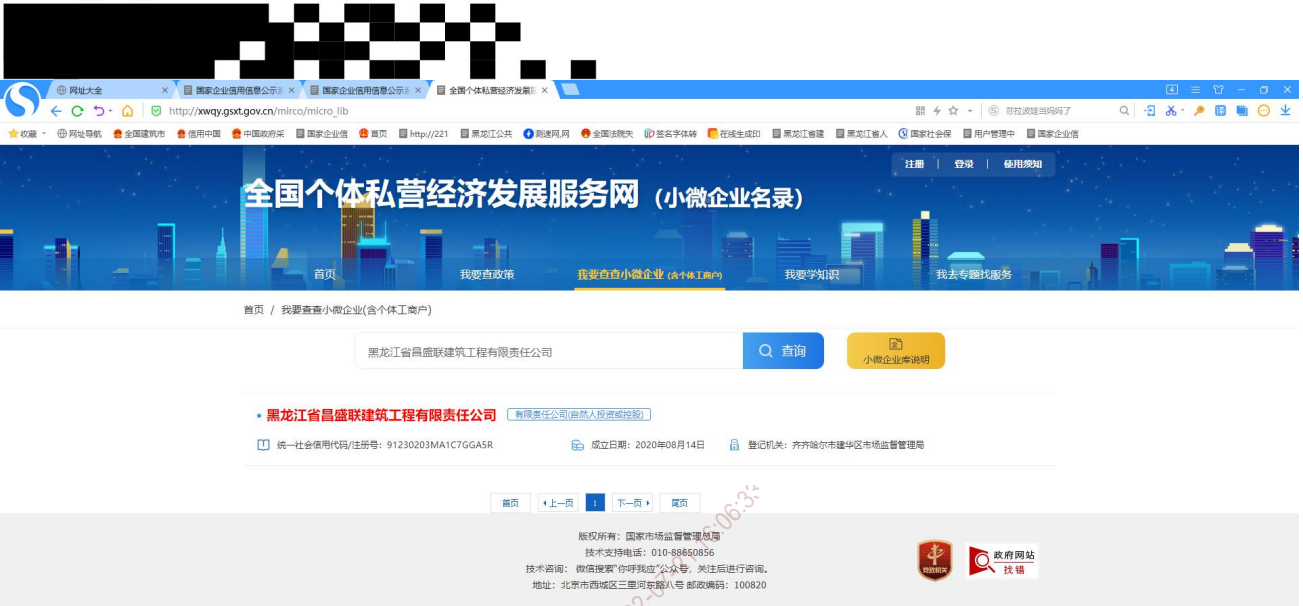 网址大全
国家企业信用信息公示系
国家企业信用信息公示系
全国个体私营经济发展服
4
http://xwqy.gsxt.gov.cn/mirco/micro_lib
莎拉波娃当妈妈了
收藏 网址导航 全国建筑市 信用中国 中国政府采 国家企业信 首页 http://221 黑龙江公共 测速网,网 全国法院失 签名字体转 在线生成印 黑龙江省建 黑龙江省人 国家社会保 用户管理中 国家企业信
注册 | 登录 | 使用须知
全国个体私营经济发展服务网 (小微企业名录)
首页 我要查政策 我要查查小微企业 (含个体工商户) 我要学知识 我去专题找服务
首页 / 我要查查小微企业(含个体工商户)
黑龙江省昌盛联建筑工程有限责任公司 查询 小微企业库说明
黑龙江省昌盛联建筑工程有限责任公司 有限责任公司(自然人投资或控股)
统一社会信用代码/注册号: 91230203MA1C7GGA5R 成立日期: 2020年08月14日 登记机关: 齐齐哈尔市建华区市场监督管理局
首页 上一页 1 下一页 尾页
版权所有: 国家市场监督管理总局
技术支持电话: 010-88650856
技术咨询: 微信搜索"你呼我应"公众号, 关注后进行咨询。
地址: 北京市西城区三里河东路八号 邮政编码: 100820
党政机关
政府网站
找错